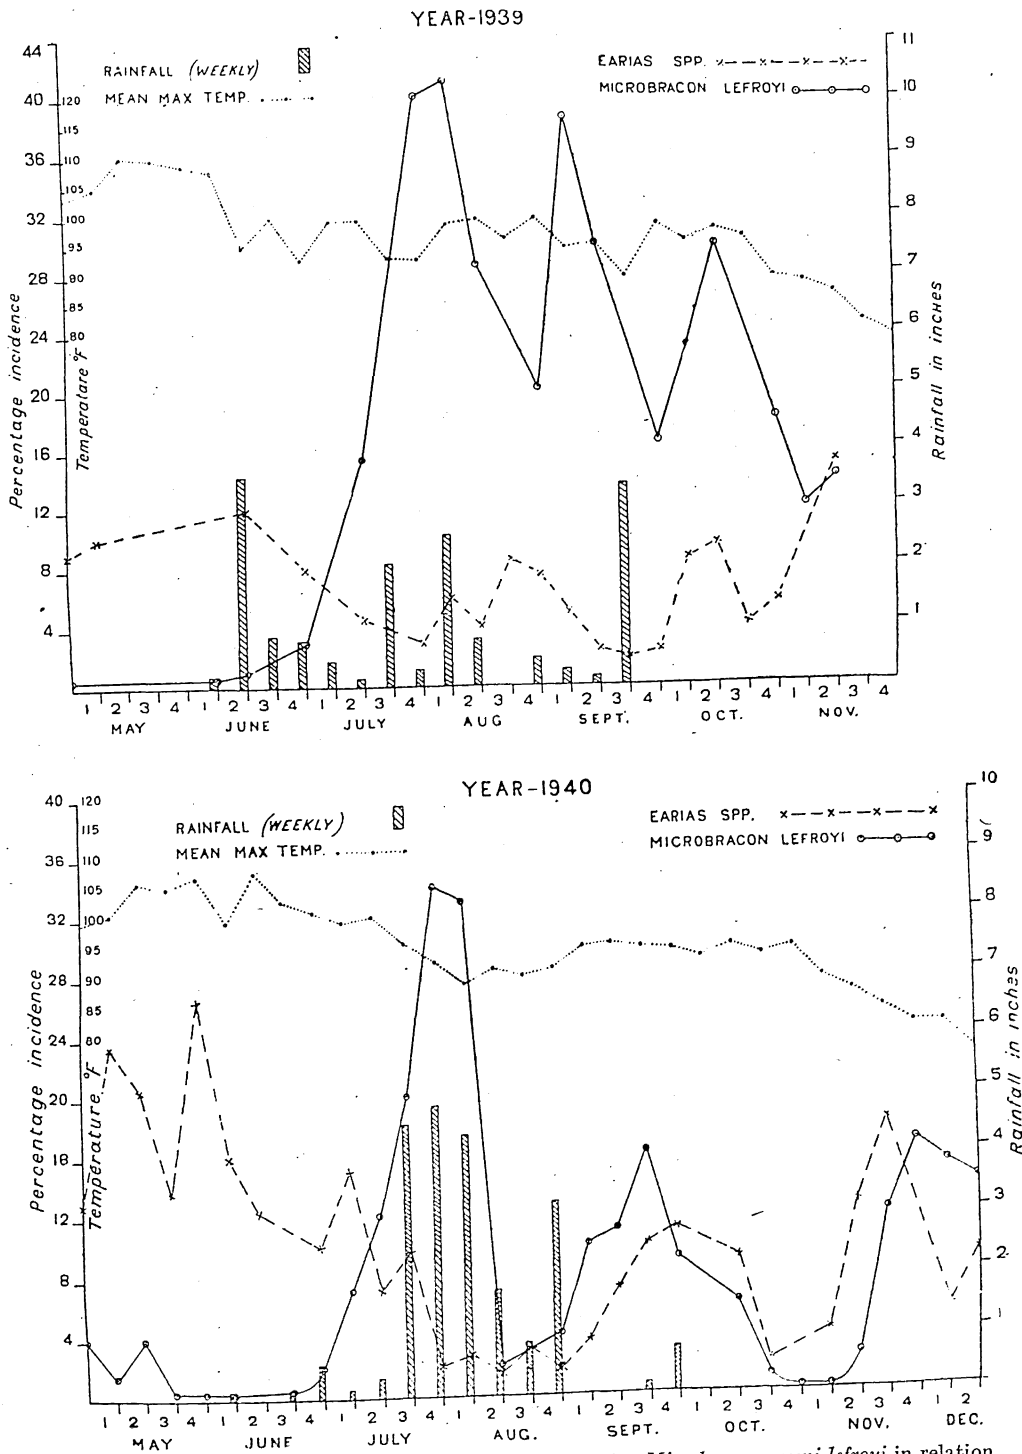 YEAR-1939
RAINFALL (WEEKLY)
MEAN MAX TEMP.
EARIAS SPP.
MICROBRACON LEFROYI
44
40
36
32
28
24
20
16
12
8
4
Percentage incidence
120
115
110
105
100
95
90
85
80
Temperatare °F
11
10
9
8
7
6
5
4
3
2
1
Rainfall in inches
1 2 3 4 1 2 3 4 1 2 3 4 1 2 3 4 1 2 3 4 1 2 3 4 1 2 3 4
MAY JUNE JULY AUG SEPT. OCT. NOV.
YEAR-1940
RAINFALL (WEEKLY)
MEAN MAX TEMP.
EARIAS SPP.
MICROBRACON LEFROYI
40
36
32
28
24
20
16
12
8
4
Percentage incidence
120
115
110
105
100
95
90
85
80
Temperature °F
10
9
8
7
6
5
4
3
2
1
Rainfall in inches
1 2 3 4 1 2 3 4 1 2 3 4 1 2 3 4 1 2 3 4 1 2 3 4 1 2 3 4 1 2
MAY JUNE JULY AUG. SEPT. OCT. NOV. DEC.
lefroyi in relation